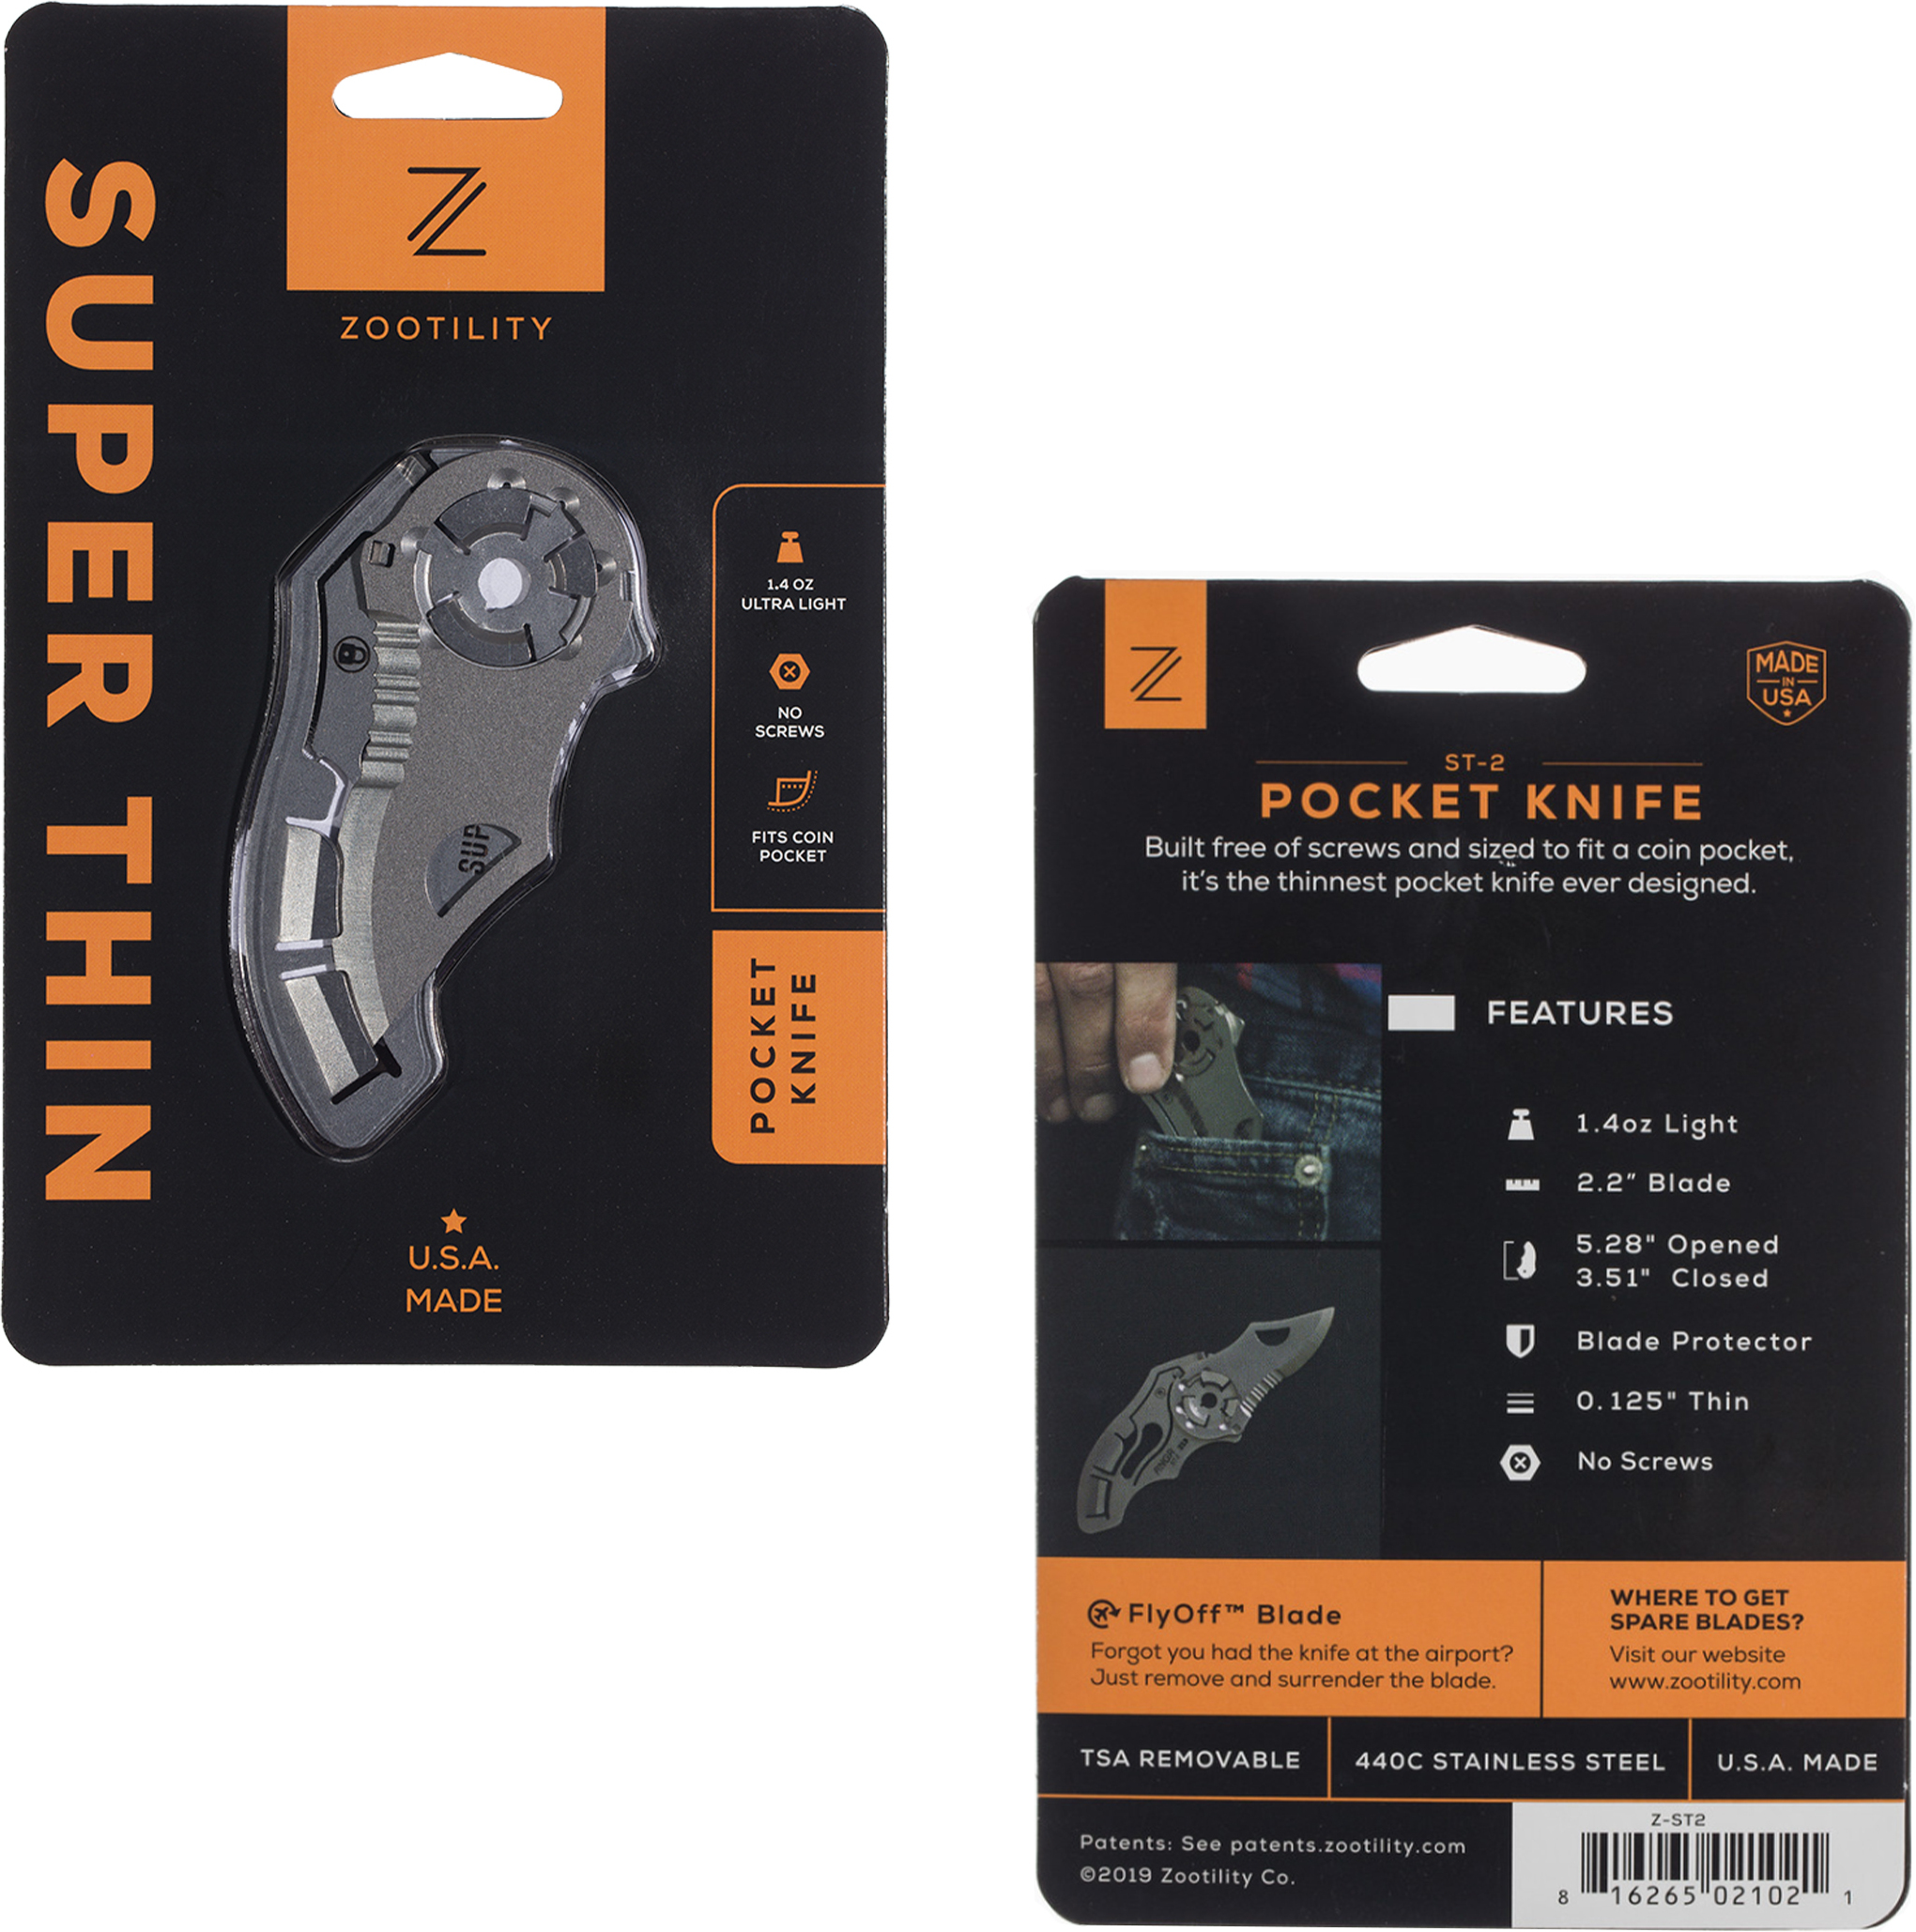 SUPER THIN
ZOOTILITY
1.4 OZ
ULTRA LIGHT
NO
SCREWS
FITS COIN
POCKET
SUP
POCKET
KNIFE
U.S.A.
MADE
MADE
IN
USA
ST-2
POCKET KNIFE
Built free of screws and sized to fit a coin pocket,
it's the thinnest pocket knife ever designed.
FEATURES
1.4oz Light
2.2" Blade
5.28" Opened
3.51" Closed
Blade Protector
0.125" Thin
No Screws
FlyOff™ Blade
Forgot you had the knife at the airport?
Just remove and surrender the blade.
WHERE TO GET
SPARE BLADES?
Visit our website
www.zootility.com
TSA REMOVABLE
440C STAINLESS STEEL
U.S.A. MADE
Patents: See patents.zootility.com
©2019 Zootility Co.
Z-ST2
8 16265 02102 1